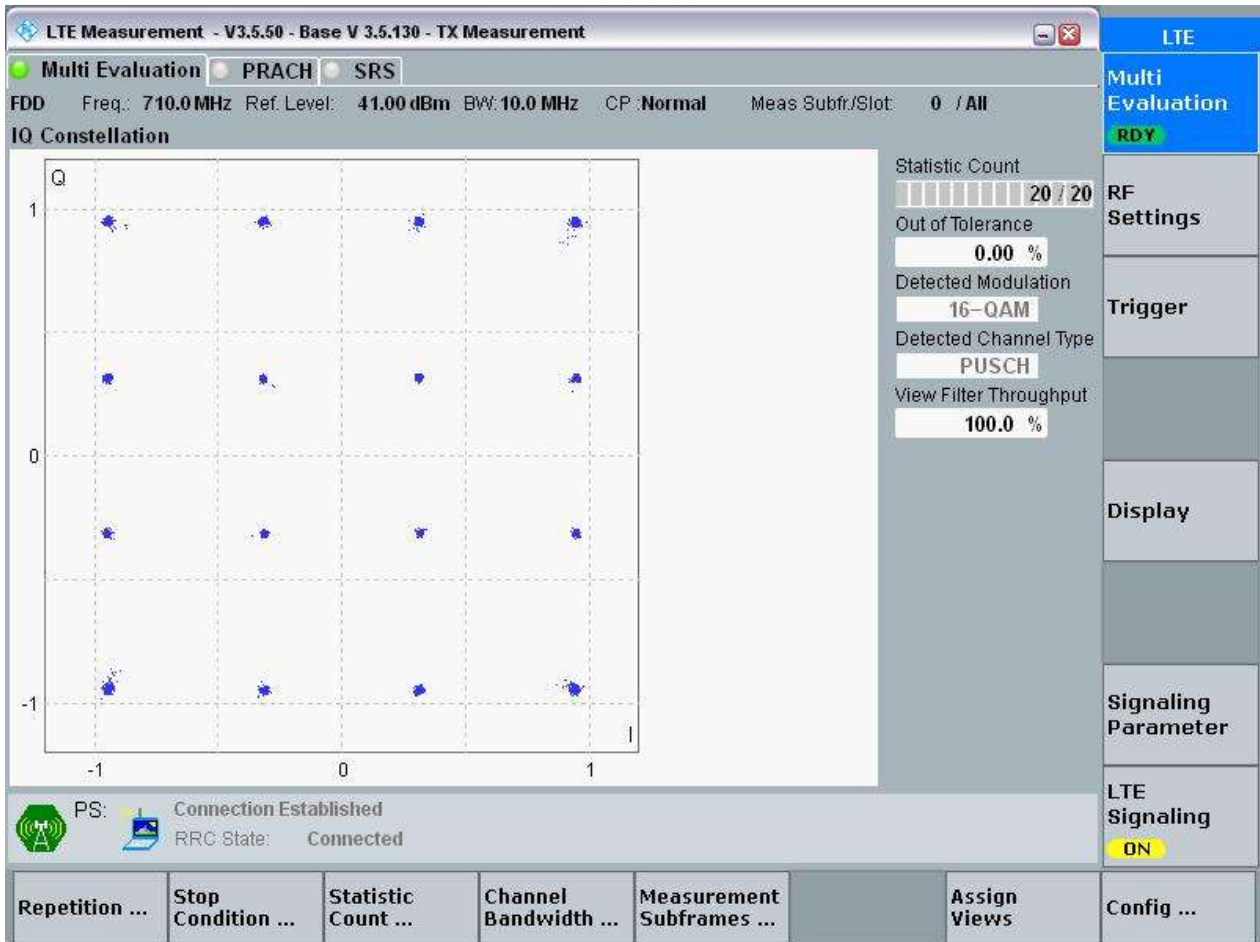 LTE Measurement - V3.5.50 - Base V 3.5.130 - TX Measurement
Multi Evaluation PRACH SRS
FDD Freq.: 710.0 MHz Ref. Level: 41.00 dBm BW: 10.0 MHz CP :Normal Meas Subfr./Slot: 0 / All
IQ Constellation
Q
1
0
-1
I
-1 0 1
Statistic Count
20 / 20
Out of Tolerance
0.00 %
Detected Modulation
16-QAM
Detected Channel Type
PUSCH
View Filter Throughput
100.0 %
PS: Connection Established
RRC State: Connected
LTE
Multi
Evaluation
RDY
RF
Settings
Trigger
Display
Signaling
Parameter
LTE
Signaling
ON
Repetition ...
Stop
Condition ...
Statistic
Count ...
Channel
Bandwidth ...
Measurement
Subframes ...
Assign
Views
Config ...